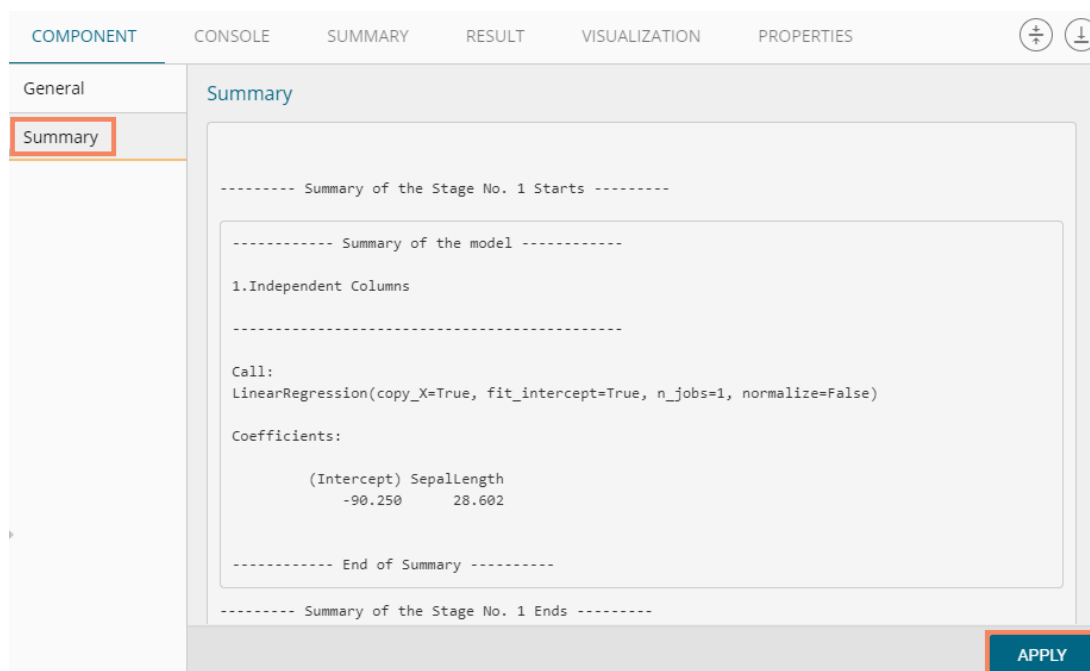 COMPONENT CONSOLE SUMMARY RESULT VISUALIZATION PROPERTIES
General
Summary
Summary
--------- Summary of the Stage No. 1 Starts ---------
------------ Summary of the model ------------
1.Independent Columns
----------------------------------------------
Call:
LinearRegression(copy_X=True, fit_intercept=True, n_jobs=1, normalize=False)
Coefficients:
(Intercept) SepalLength
-90.250 28.602
------------ End of Summary ----------
--------- Summary of the Stage No. 1 Ends ---------
APPLY